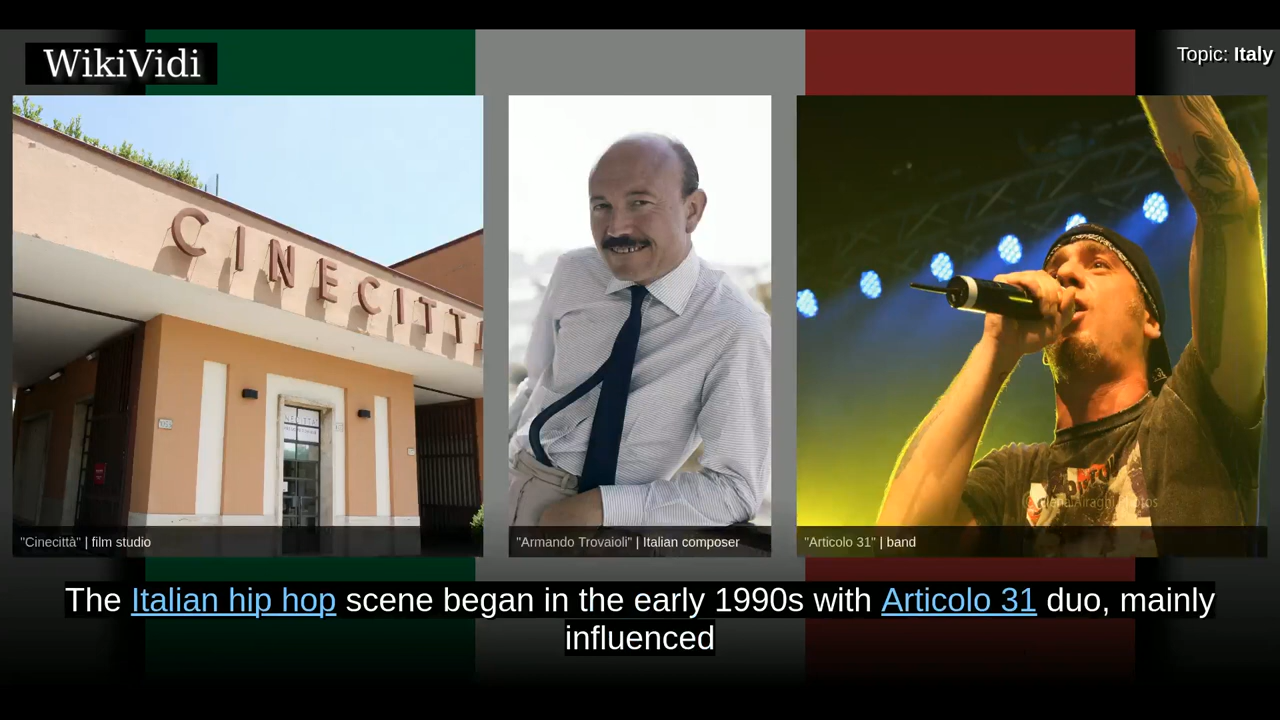 WikiVidi
Topic: Italy
CINECITT
"Cinecittà" | film studio
"Armando Trovaioli" | Italian composer
"Articolo 31" | band
The Italian hip hop scene began in the early 1990s with Articolo 31 duo, mainly
influenced